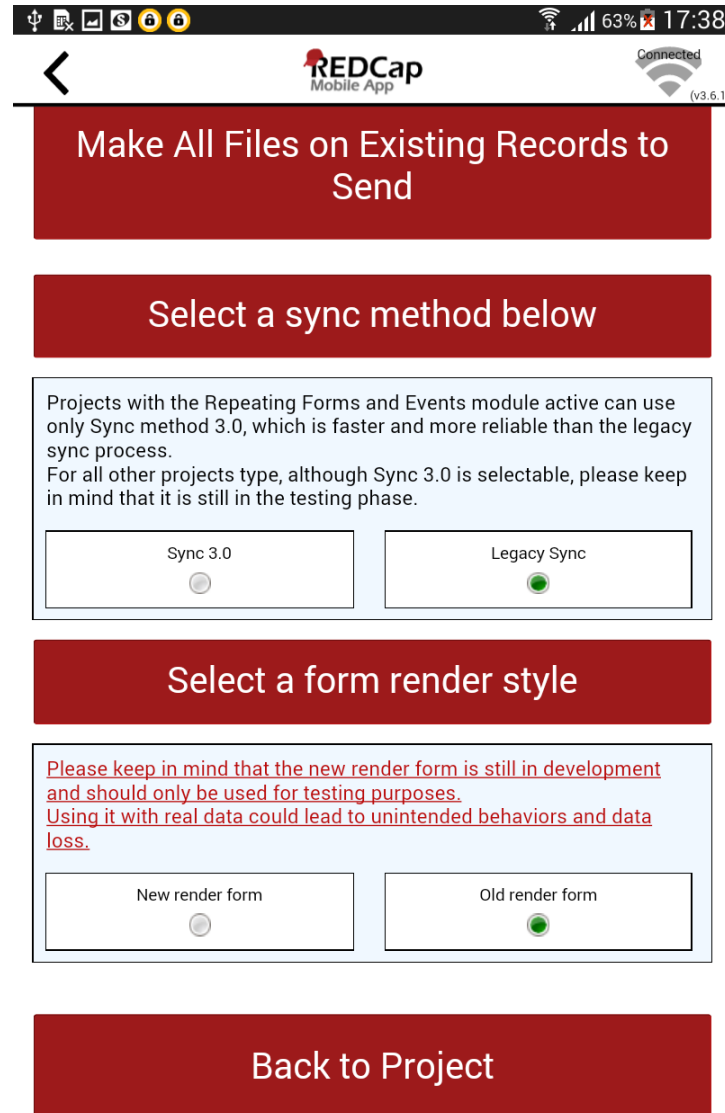 63% 17:38
REDCap
Mobile App
Connected
(v3.6.1
Make All Files on Existing Records to
Send
Select a sync method below
Projects with the Repeating Forms and Events module active can use
only Sync method 3.0, which is faster and more reliable than the legacy
sync process.
For all other projects type, although Sync 3.0 is selectable, please keep
in mind that it is still in the testing phase.
Sync 3.0
Legacy Sync
Select a form render style
Please keep in mind that the new render form is still in development
and should only be used for testing purposes.
Using it with real data could lead to unintended behaviors and data
loss.
New render form
Old render form
Back to Project